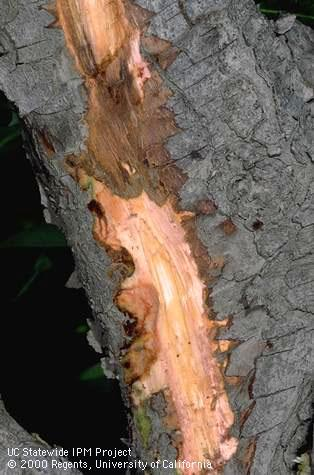 UC Statewide IPM Project
© 2000 Regents, University of California